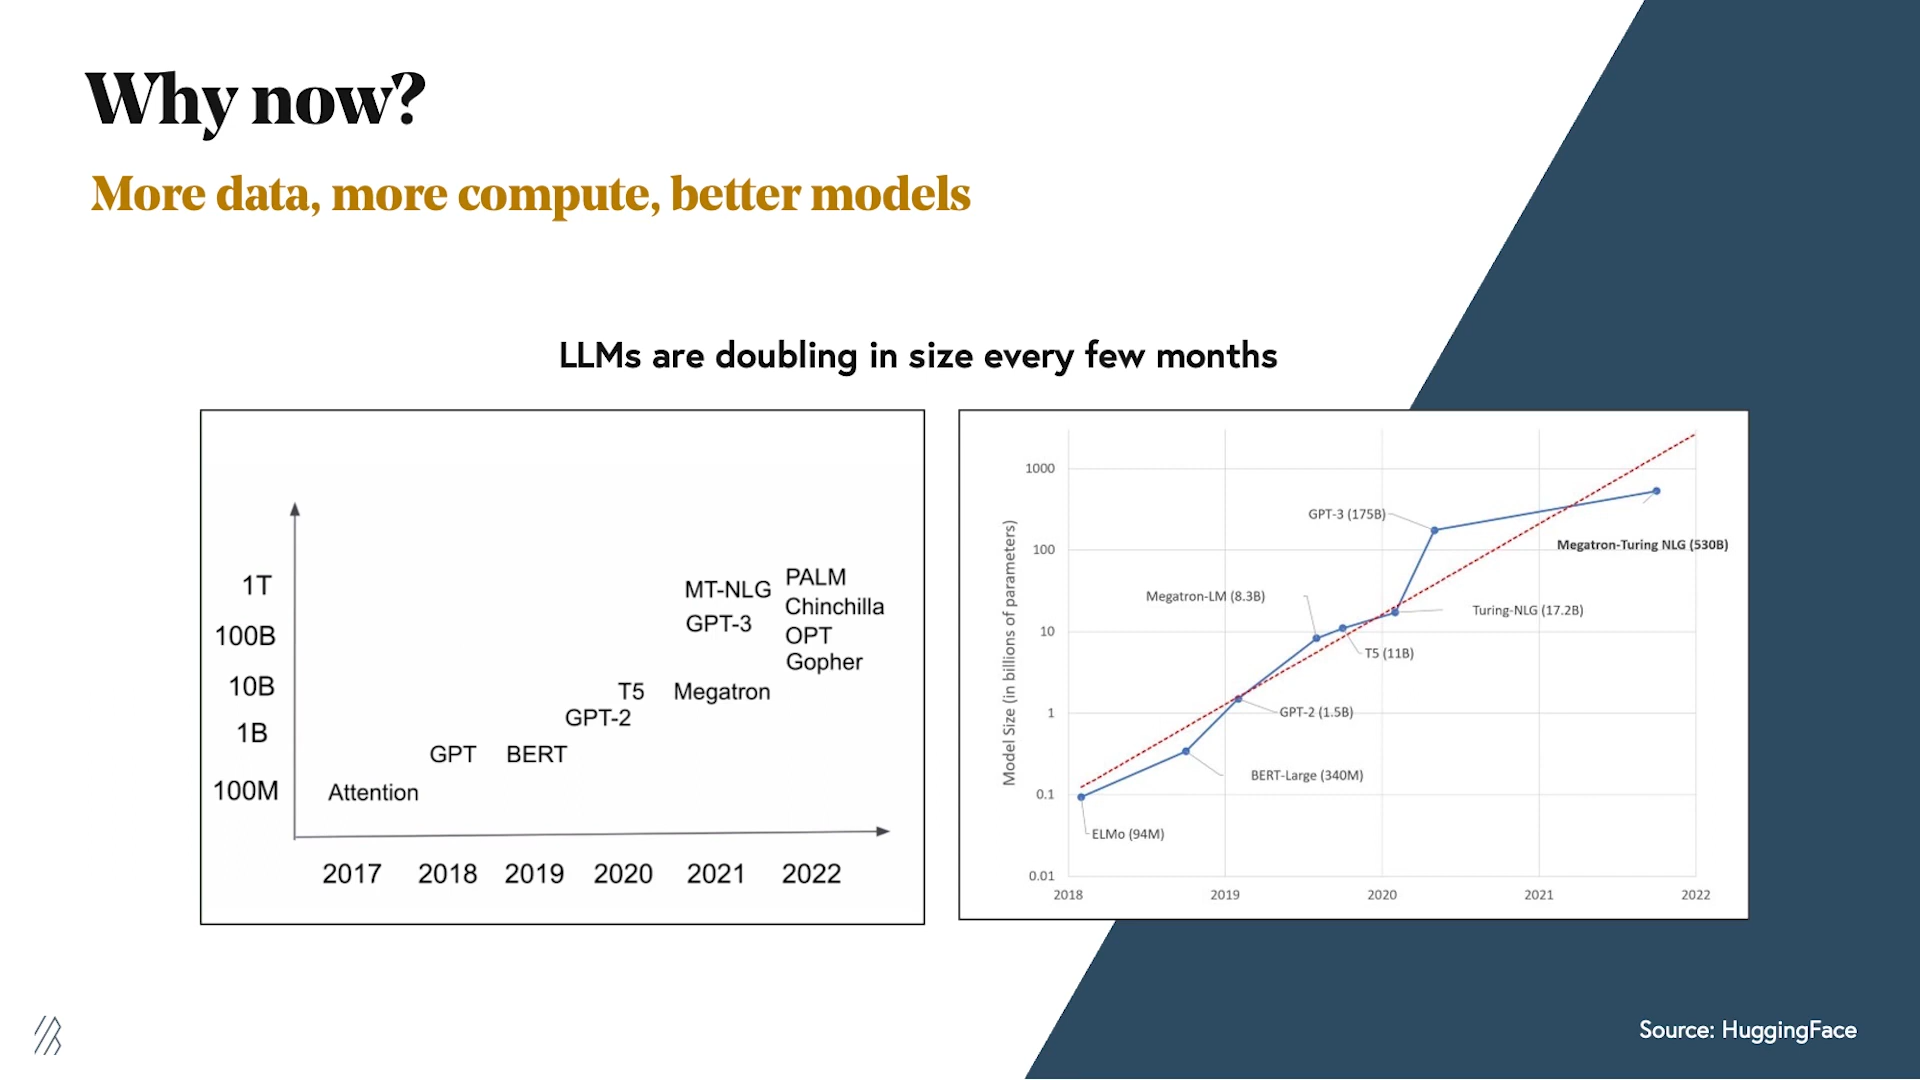 Why now?
More data, more compute, better models
LLMs are doubling in size every few months
1T
100B
10B
1B
100M
MT-NLG
PALM
Chinchilla
GPT-3
OPT
Gopher
T5
Megatron
GPT-2
GPT
BERT
Attention
2017 2018 2019 2020 2021 2022
Model Size (in billions of parameters)
1000
100
10
1
0.1
0.01
GPT-3 (175B)
Megatron-Turing NLG (530B)
Megatron-LM (8.3B)
Turing-NLG (17.2B)
T5 (11B)
GPT-2 (1.5B)
BERT-Large (340M)
ELMo (94M)
2018 2019 2020 2021 2022
Source: HuggingFace